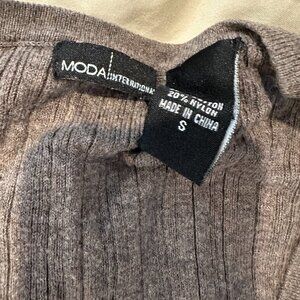 MODA
INTERNATIONAL
20% NYLON
MADE IN CHINA
S